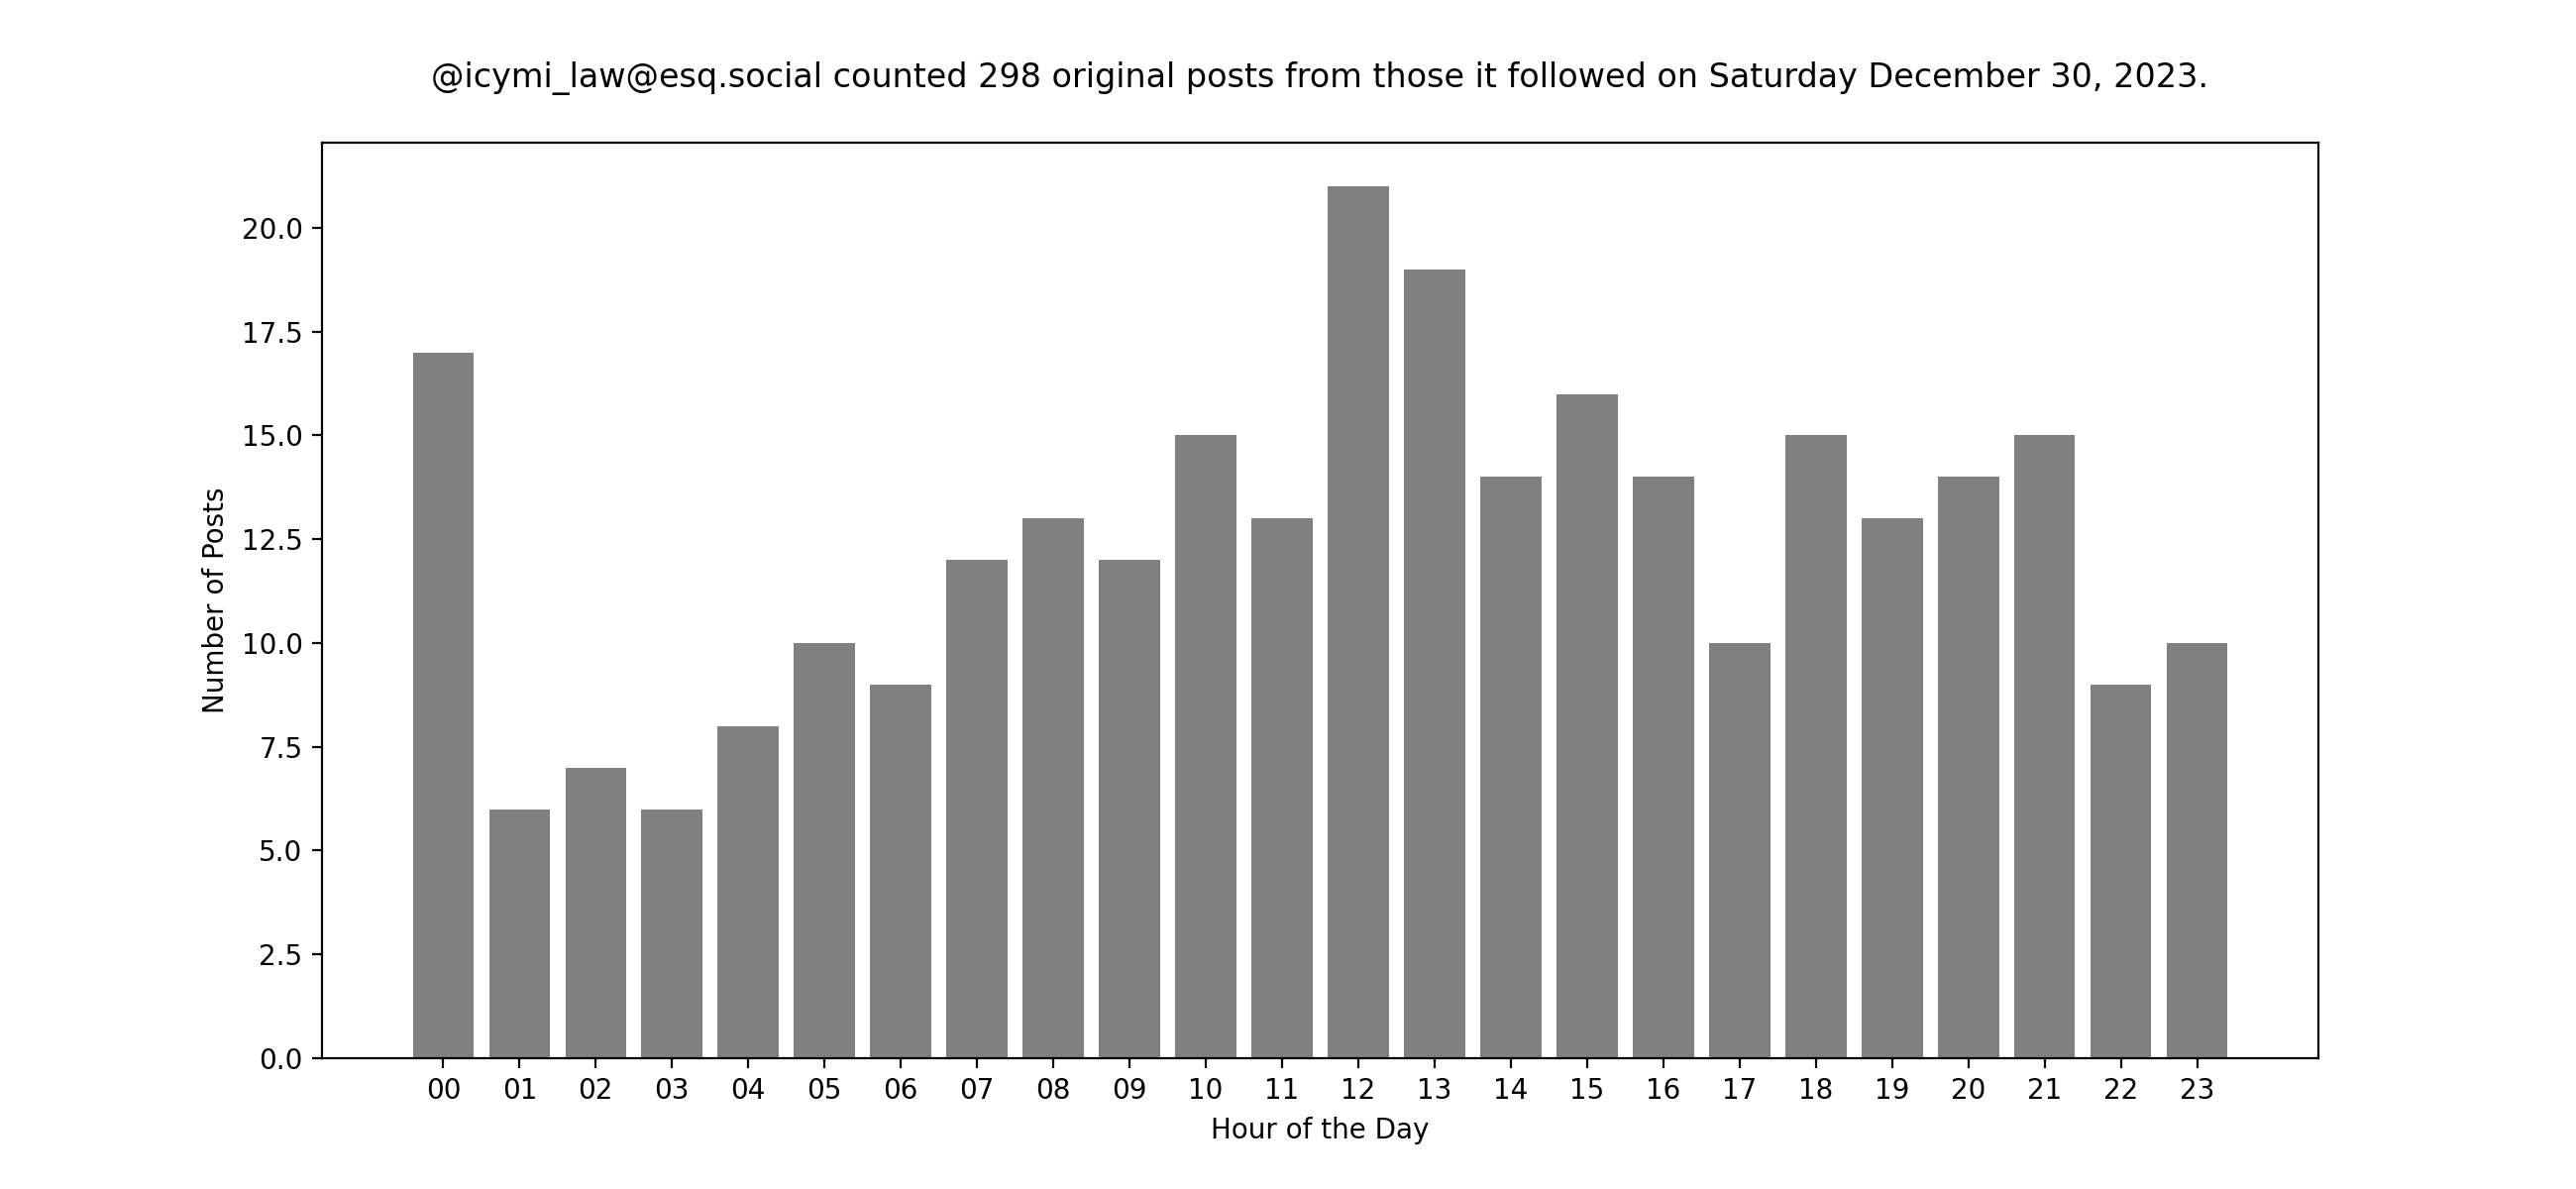 @icymi_law@esq.social counted 298 original posts from those it followed on Saturday December 30, 2023.
20.0
17.5
15.0
12.5
10.0
7.5
5.0
2.5
0.0
Number of Posts
00 01 02 03 04 05 06 07 08 09 10 11 12 13 14 15 16 17 18 19 20 21 22 23
Hour of the Day